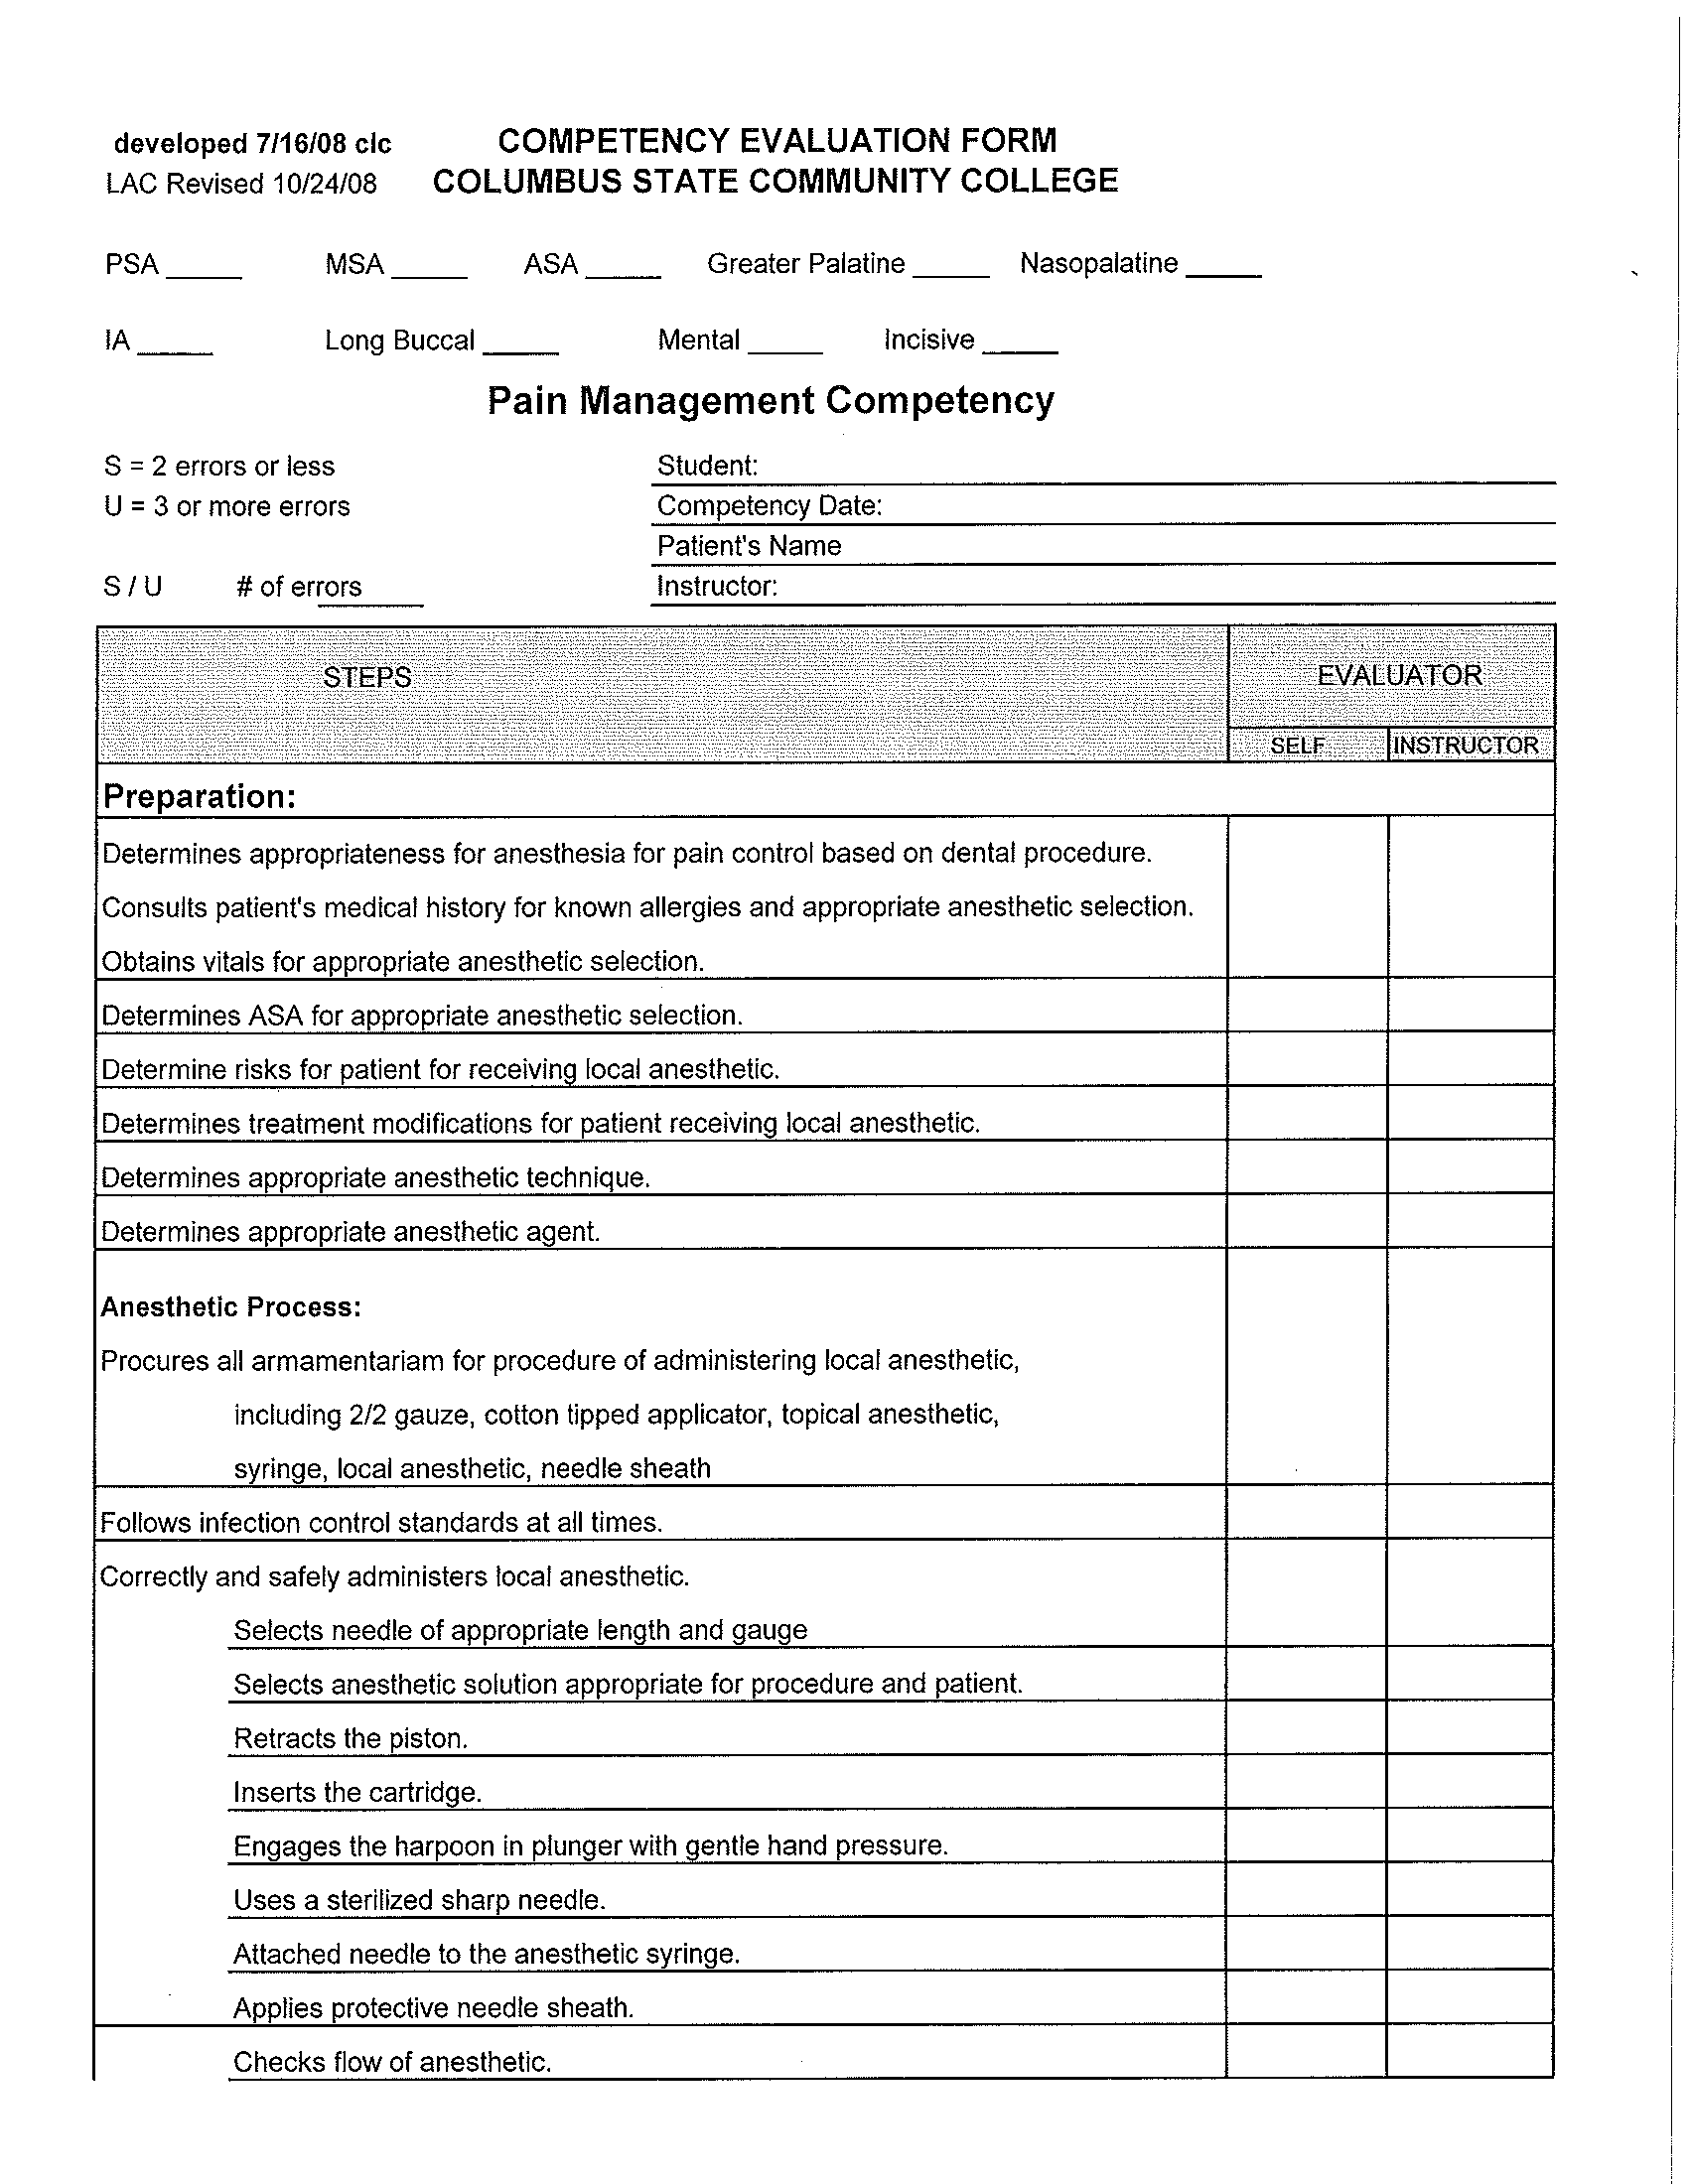 developed 7/16/08 clc COMPETENCY EVALUATION FORM
LAC Revised 10/24/08 COLUMBUS STATE COMMUNITY COLLEGE
PSA _____ MSA _____ ASA _____ Greater Palatine _____ Nasopalatine _____
IA _____ Long Buccal _____ Mental _____ Incisive _____
Pain Management Competency
S = 2 errors or less Student:
U = 3 or more errors Competency Date:
Patient's Name
S / U # of errors Instructor:
STEPS EVALUATOR
SELF INSTRUCTOR
Preparation:
Determines appropriateness for anesthesia for pain control based on dental procedure.
Consults patient's medical history for known allergies and appropriate anesthetic selection.
Obtains vitals for appropriate anesthetic selection.
Determines ASA for appropriate anesthetic selection.
Determine risks for patient for receiving local anesthetic.
Determines treatment modifications for patient receiving local anesthetic.
Determines appropriate anesthetic technique.
Determines appropriate anesthetic agent.
Anesthetic Process:
Procures all armamentariam for procedure of administering local anesthetic,
including 2/2 gauze, cotton tipped applicator, topical anesthetic,
syringe, local anesthetic, needle sheath
Follows infection control standards at all times.
Correctly and safely administers local anesthetic.
Selects needle of appropriate length and gauge
Selects anesthetic solution appropriate for procedure and patient.
Retracts the piston.
Inserts the cartridge.
Engages the harpoon in plunger with gentle hand pressure.
Uses a sterilized sharp needle.
Attached needle to the anesthetic syringe.
Applies protective needle sheath.
Checks flow of anesthetic.